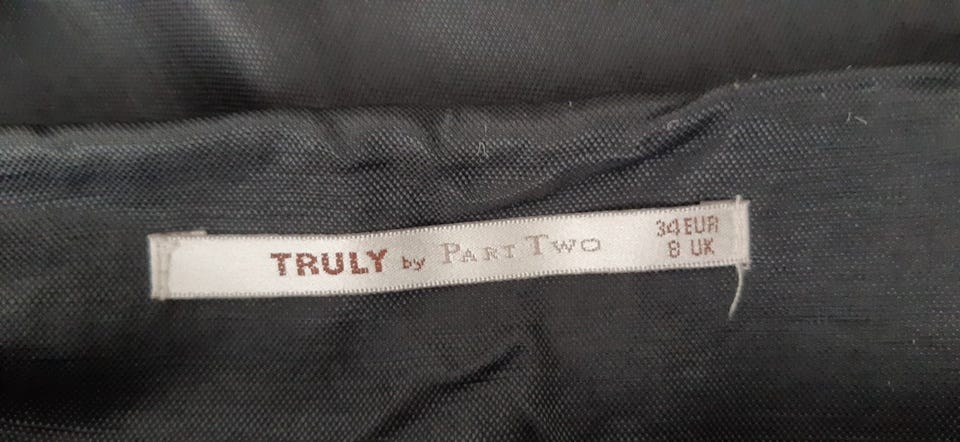 TRULY by PART TWO
34 EUR
8 UK